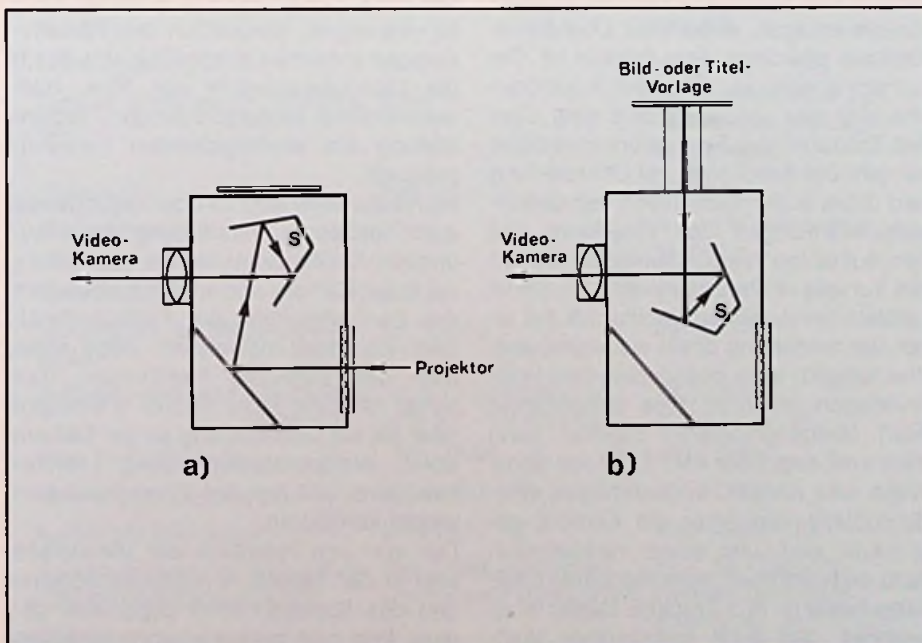 Video-
Kamera
S
Projektor
a)
Bild- oder Titel-
Vorlage
Video-
Kamera
S
b)